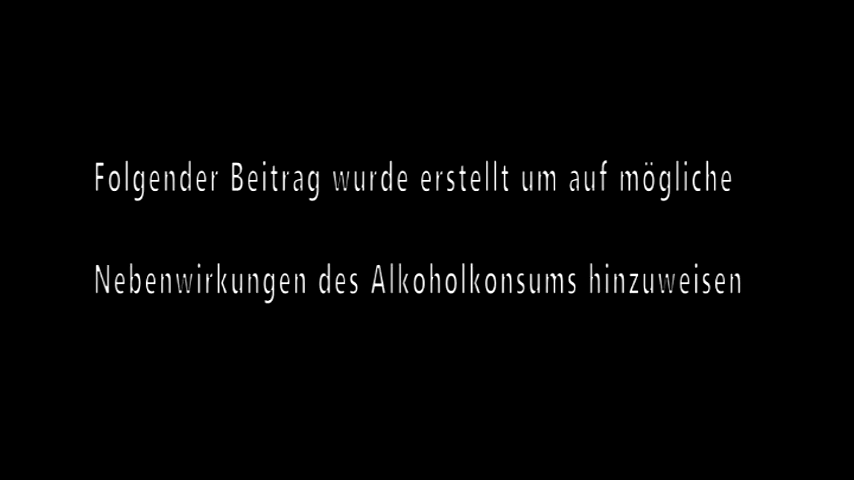 Folgender Beitrag wurde erstellt um auf mögliche
Nebenwirkungen des Alkoholkonsums hinzuweisen